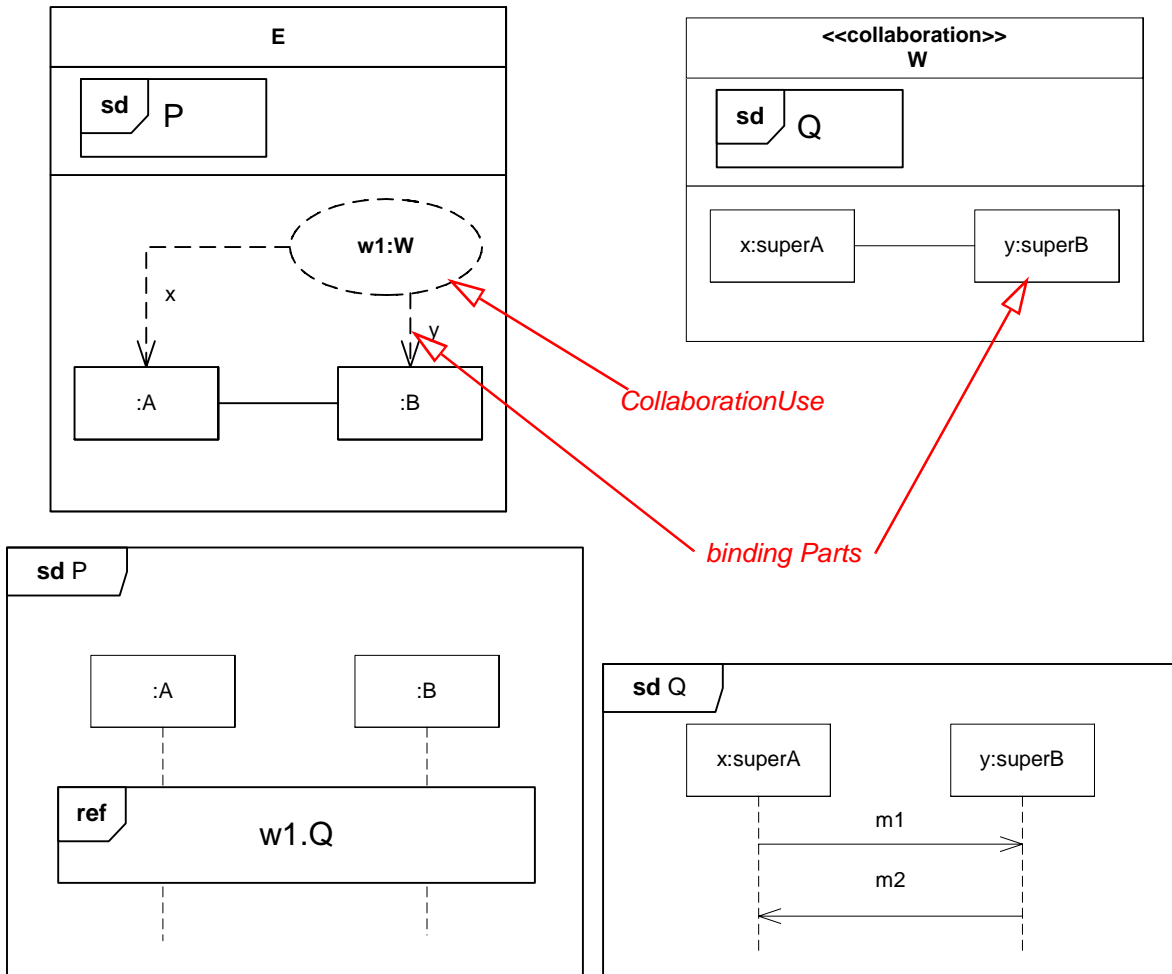 E
sd P
w1:W
x
y
:A
:B
<<collaboration>>
W
sd Q
x:superA
y:superB
CollaborationUse
binding Parts
sd P
:A
:B
ref
w1.Q
sd Q
x:superA
y:superB
m1
m2